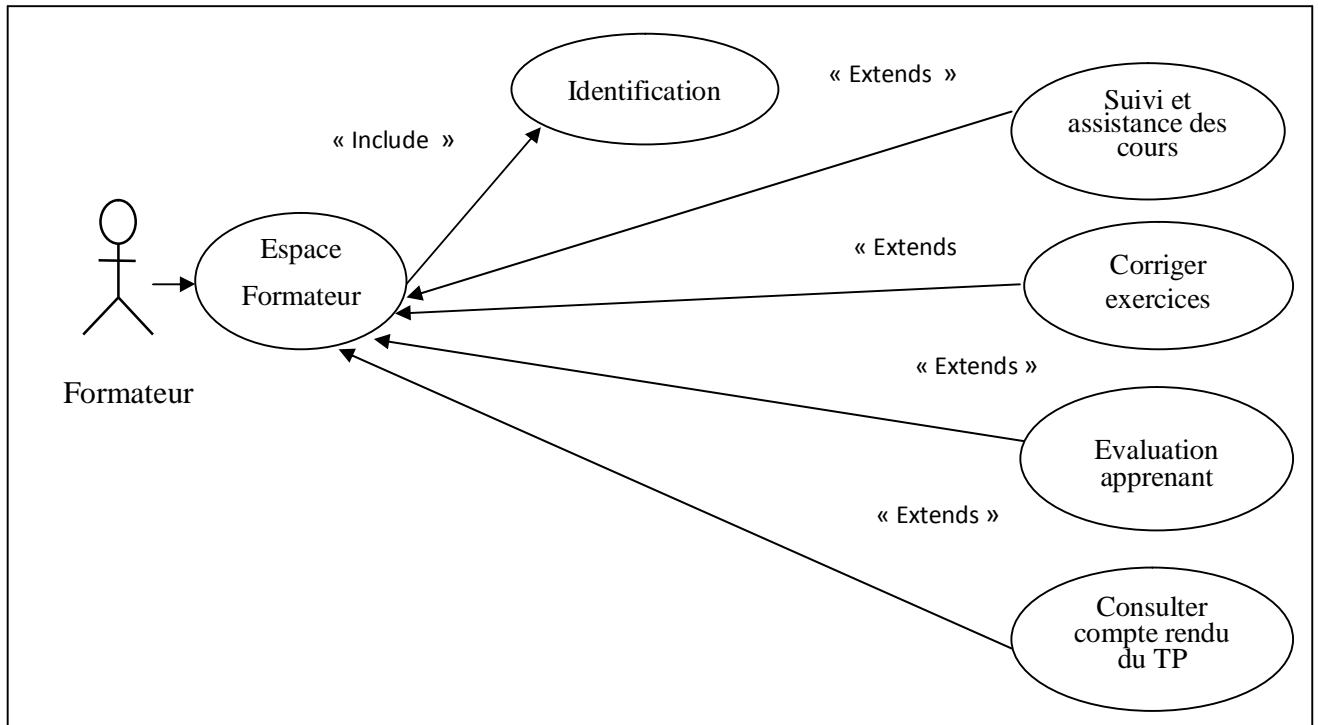 Identification
« Extends  »
Suivi et
assistance des
cours
« Include  »
Espace
Formateur
Formateur
« Extends
Corriger
exercices
« Extends »
Evaluation
apprenant
« Extends »
Consulter
compte rendu
du TP